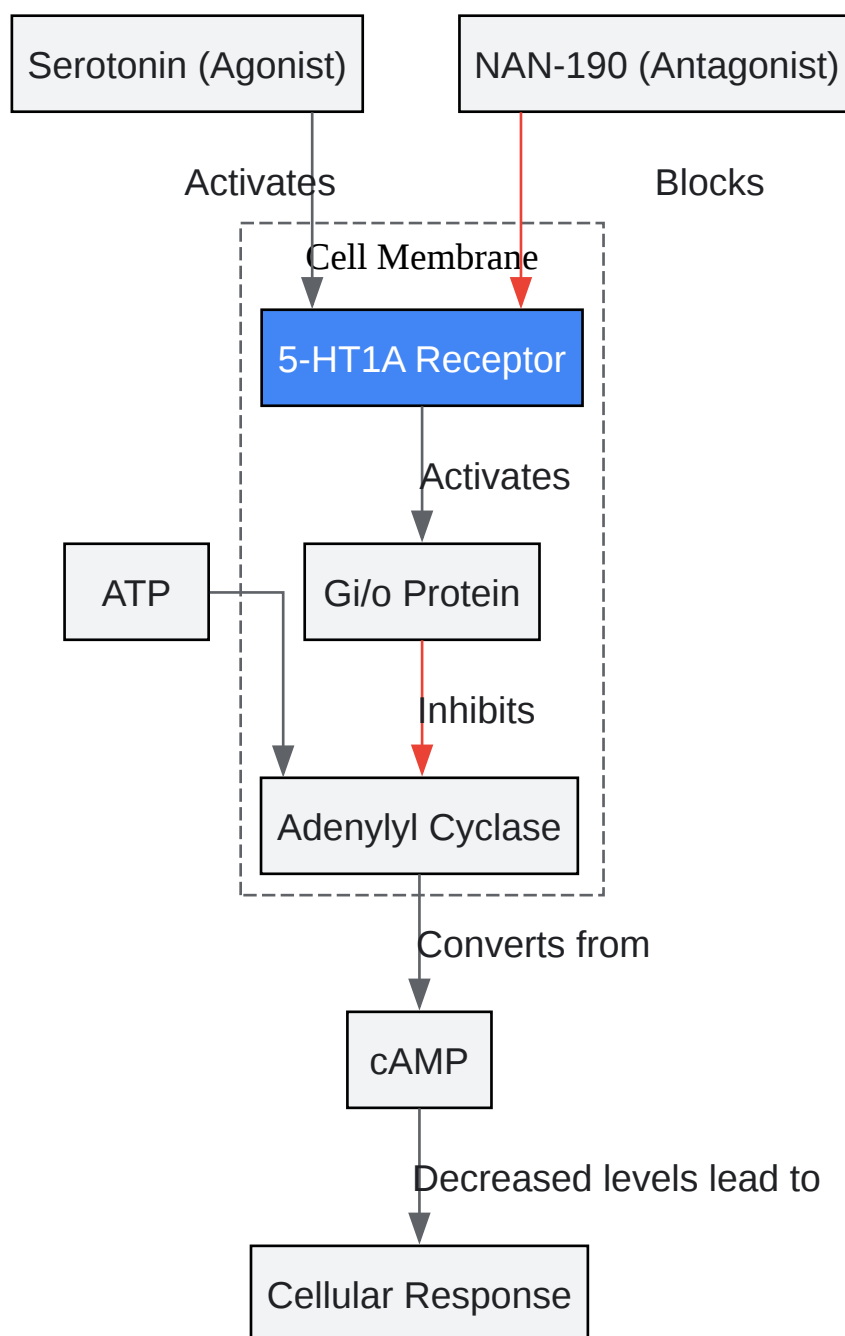 Serotonin (Agonist)
NAN-190 (Antagonist)
Activates
Blocks
Cell Membrane
5-HT1A Receptor
Activates
ATP
Gi/o Protein
Inhibits
Adenylyl Cyclase
Converts from
cAMP
Decreased levels lead to
Cellular Response